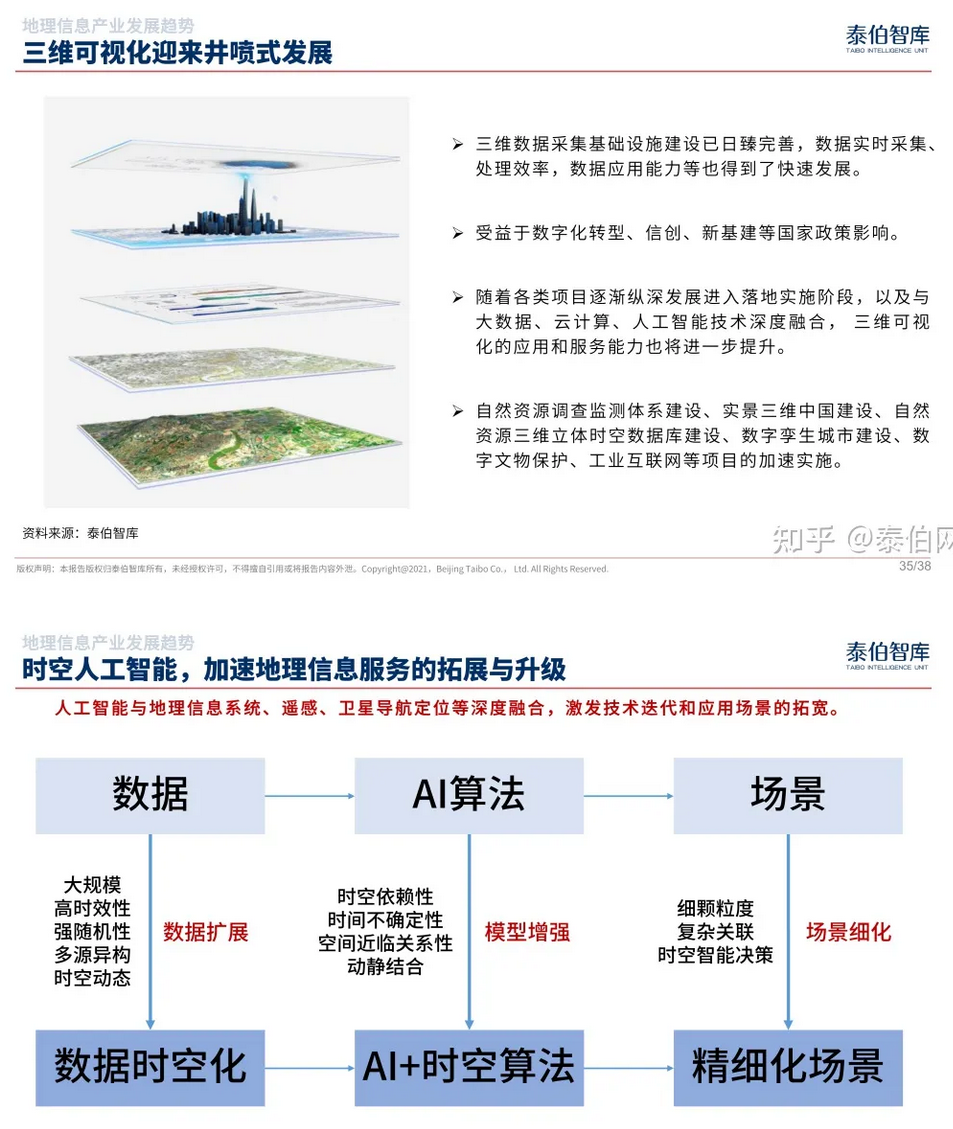 地理信息产业发展趋势
三维可视化迎来井喷式发展
泰伯智库
TAIBO INTELLIGENCE UNIT
➢ 三维数据采集基础设施建设已日臻完善，数据实时采集、
处理效率，数据应用能力等也得到了快速发展。
➢ 受益于数字化转型、信创、新基建等国家政策影响。
➢ 随着各类项目逐渐纵深发展进入落地实施阶段，以及与
大数据、云计算、人工智能技术深度融合， 三维可视
化的应用和服务能力也将进一步提升。
➢ 自然资源调查监测体系建设、实景三维中国建设、自然
资源三维立体时空数据库建设、数字孪生城市建设、数
字文物保护、工业互联网等项目的加速实施。
资料来源：泰伯智库
知乎 @泰伯网
版权声明：本报告版权归泰伯智库所有，未经授权许可，不得擅自引用或将报告内容外泄。Copyright@2021，Beijing Taibo Co.， Ltd. All Rights Reserved.
35/38
地理信息产业发展趋势
时空人工智能，加速地理信息服务的拓展与升级
泰伯智库
TAIBO INTELLIGENCE UNIT
人工智能与地理信息系统、遥感、卫星导航定位等深度融合，激发技术迭代和应用场景的拓宽。
数据
AI算法
场景
大规模
高时效性
强随机性
多源异构
时空动态
数据扩展
时空依赖性
时间不确定性
空间近临关系性
动静结合
模型增强
细颗粒度
复杂关联
时空智能决策
场景细化
数据时空化
AI+时空算法
精细化场景